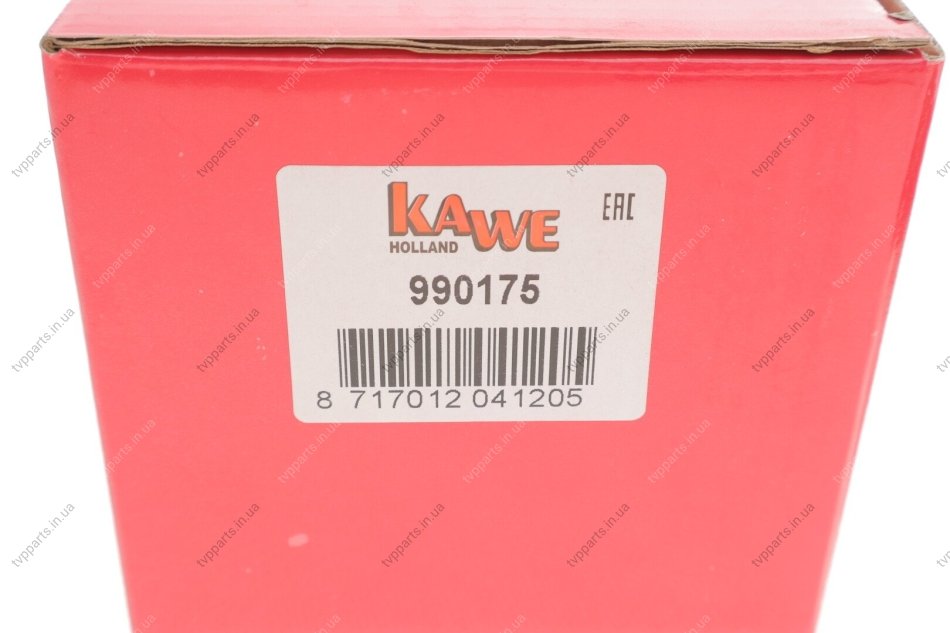 KAWE
HOLLAND
EAC
990175
8 717012 041205
tvpparts.in.ua